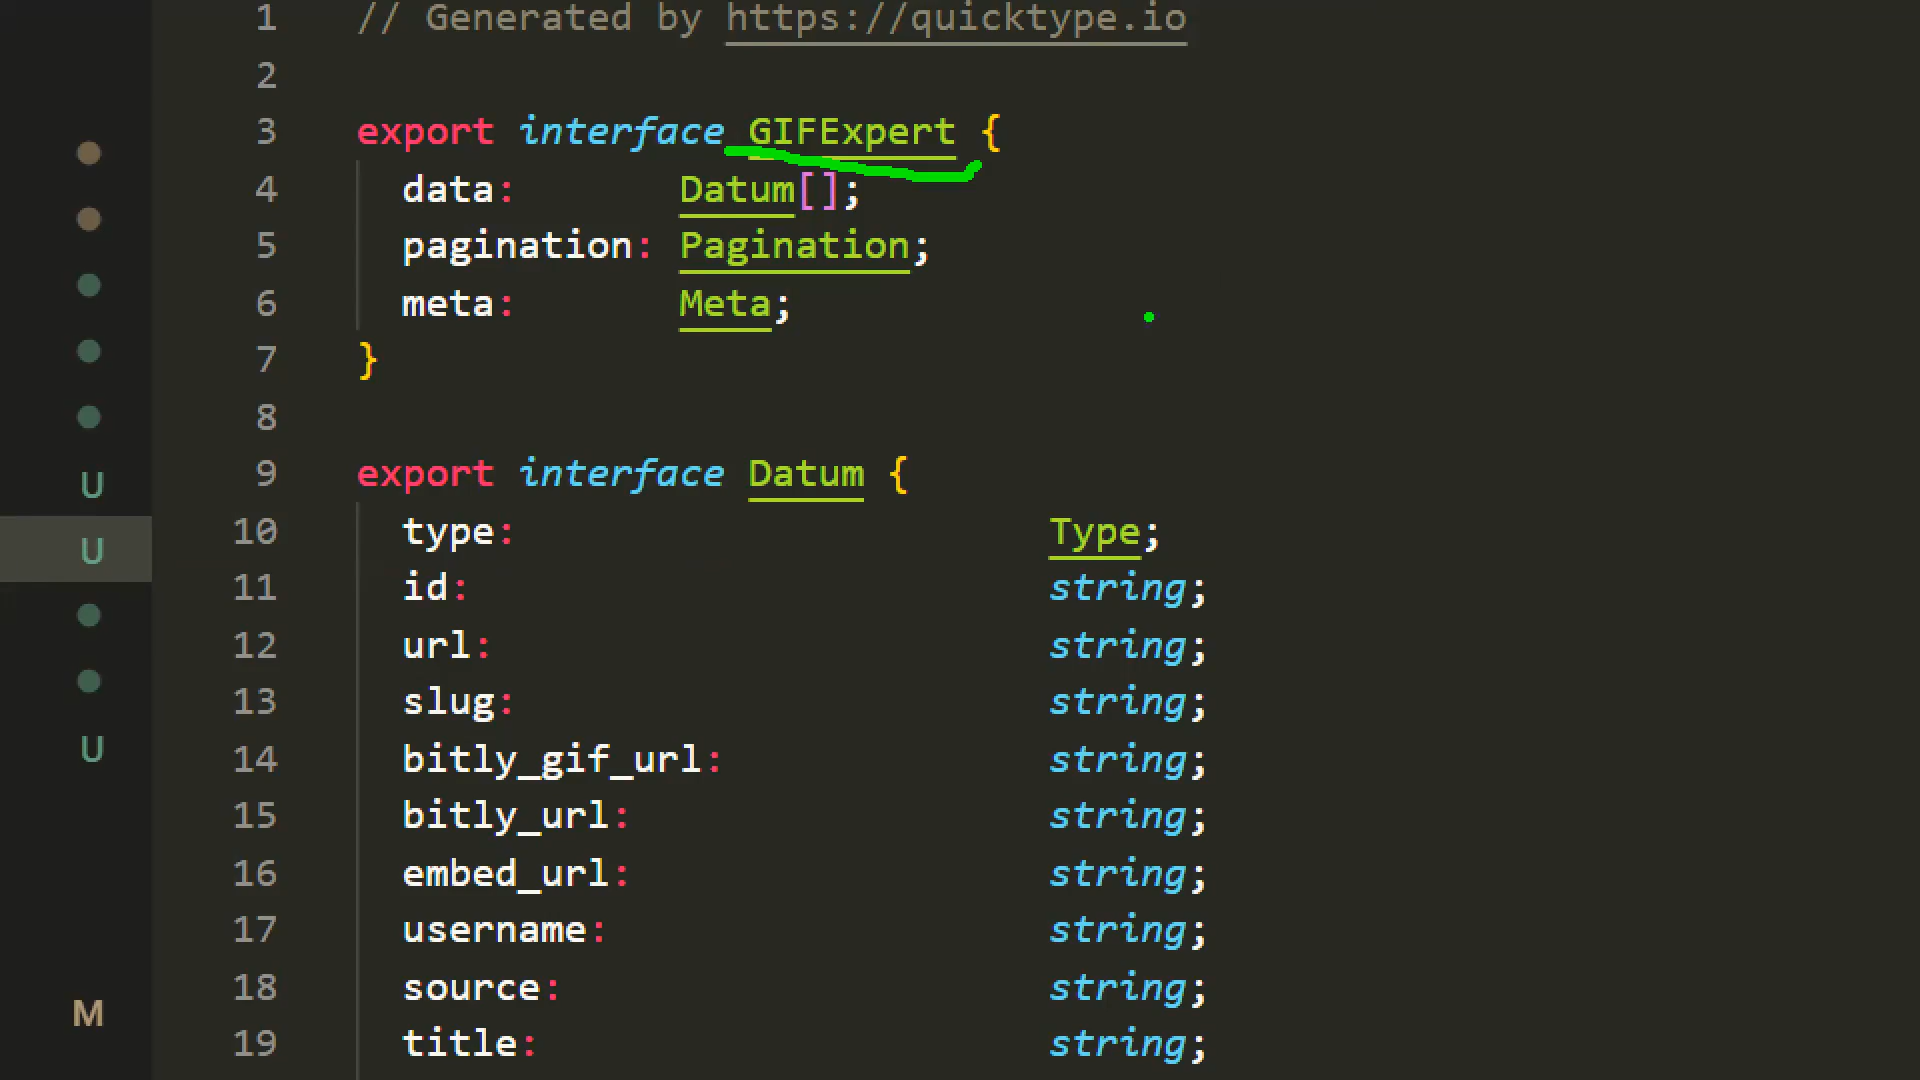 1 // Generated by https://quicktype.io
2
3 export interface GIFExpert {
4 data: Datum[];
5 pagination: Pagination;
6 meta: Meta;
7 }
8
9 export interface Datum {
U
10 type: Type;
U
11 id: string;
12 url: string;
13 slug: string;
U
14 bitly_gif_url: string;
15 bitly_url: string;
16 embed_url: string;
17 username: string;
18 source: string;
M
19 title: string;